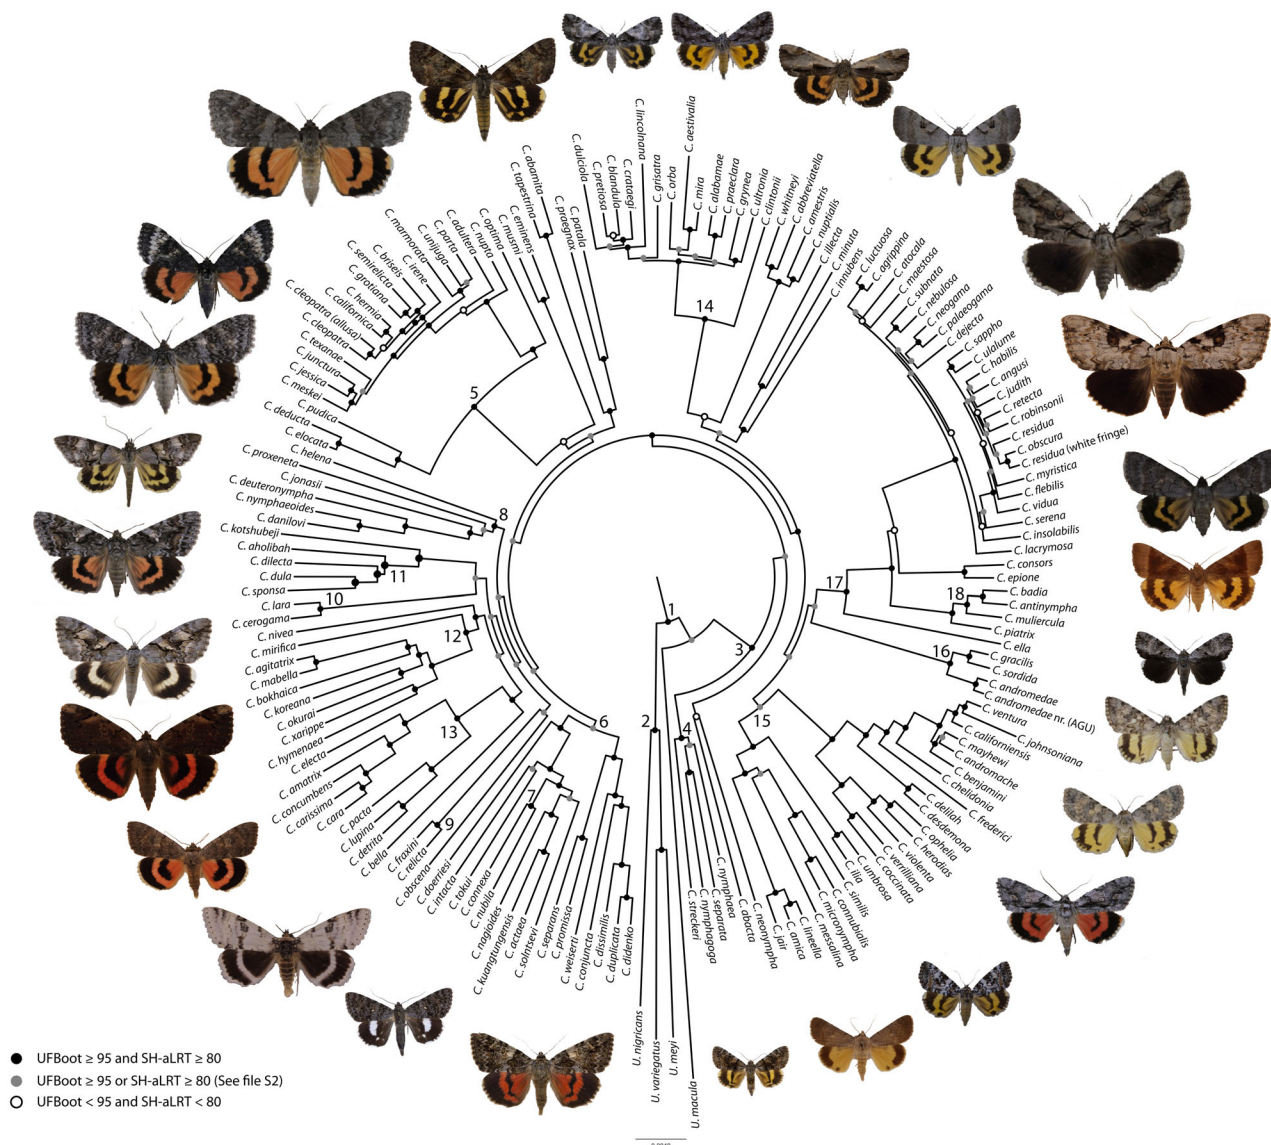 C. abamita
C. tapestrina
C. praegnax
C. patala
C. dulciola
C. pretiosa
C. blandula
C. crataegi
C. lincolnana
C. grisatra
C. orba
C. aestivalia
C. mira
C. alabamae
C. praeclara
C. grynea
C. ultronia
C. clintonii
C. whitneyi
C. abbreviatella
C. amestris
C. nuptialis
C. illecta
C. minuta
C. innubens
C. luctuosa
C. agrippina
C. atocala
C. maestosa
C. subnata
C. nebulosa
C. neogama
C. palaeogama
C. dejecta
C. sappho
C. ulalume
C. habilis
C. angusi
C. judith
C. retecta
C. robinsonii
C. residua
C. obscura
C. residua (white fringe)
C. myristica
C. flebilis
C. vidua
C. serena
C. insolabilis
C. lacrymosa
C. consors
C. epione
C. badia
C. antinympha
C. muliercula
C. piatrix
C. ella
C. gracilis
C. sordida
C. andromedae
C. andromedae nr. (AGU)
C. ventura
C. johnsoniana
C. californiensis
C. mayhewi
C. andromache
C. benjamini
C. chelidonia
C. frederici
C. delilah
C. desdemona
C. ophelia
C. herodias
C. violenta
C. verrilliana
C. coccinata
C. umbrosa
C. ilia
C. similis
C. connubialis
C. micronympha
C. messalina
C. lineella
C. amica
C. jair
C. neonympha
C. abacta
C. nymphaea
C. separata
C. nymphagoga
C. streckeri
U. macula
U. meyi
U. variegatus
U. nigricans
C. didenko
C. duplicata
C. dissimilis
C. conjuncta
C. weiserti
C. promissa
C. separans
C. solntsevi
C. actaea
C. kuangtungensis
C. nagioides
C. nubila
C. connexa
C. tokui
C. intacta
C. doerriesi
C. abscena
C. relicta
C. fraxini
C. bella
C. detrita
C. lupina
C. pacta
C. cara
C. carissima
C. concumbens
C. amatrix
C. electa
C. hymenaea
C. xarippe
C. okurai
C. koreana
C. bokhaica
C. mabella
C. agitatrix
C. mirifica
C. nivea
C. cerogama
C. lara
C. sponsa
C. dula
C. dilecta
C. aholibah
C. kotshubeji
C. danilovi
C. nymphaeoides
C. deuteronympha
C. jonasii
C. proxeneta
C. helena
C. elocata
C. deducta
C. pudica
C. meskei
C. jessica
C. junctura
C. texanae
C. cleopatra
C. cleopatra (allusa)
C. californica
C. hermia
C. grotiana
C. semirelicta
C. briseis
C. irene
C. marmorata
C. unijuga
C. parta
C. adultera
C. nupta
C. optima
C. musmi
C. eminens
1
2
3
4
5
6
7
8
9
10
11
12
13
14
15
16
17
18
UFBoot ≥ 95 and SH-aLRT ≥ 80
UFBoot ≥ 95 or SH-aLRT ≥ 80 (See file S2)
UFBoot < 95 and SH-aLRT < 80